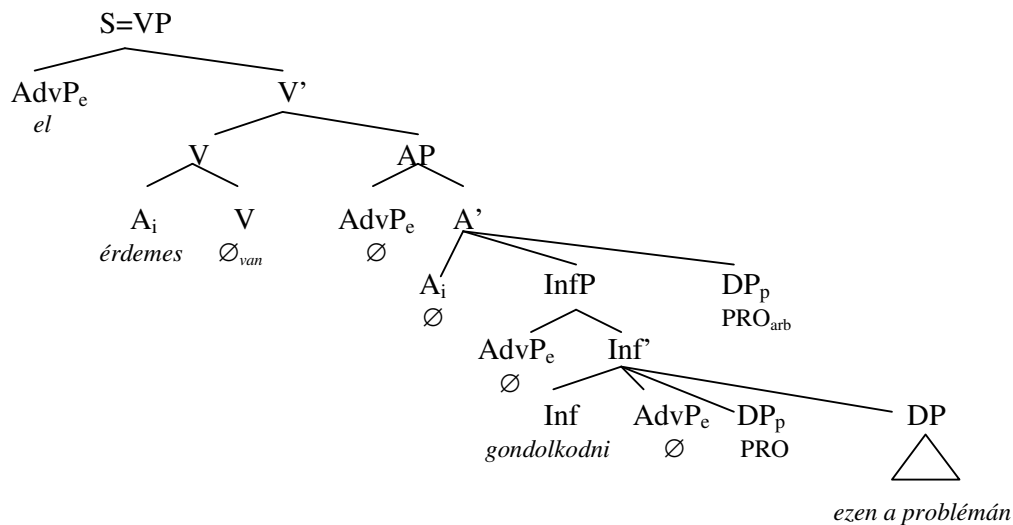 S=VP
AdvPₑ V’
el
V AP
Aᵢ V AdvPₑ A’
érdemes ∅van ∅
Aᵢ InfP DPₚ
∅ PROarb
AdvPₑ Inf’
∅
Inf AdvPₑ DPₚ DP
gondolkodni ∅ PRO
ezen a problémán